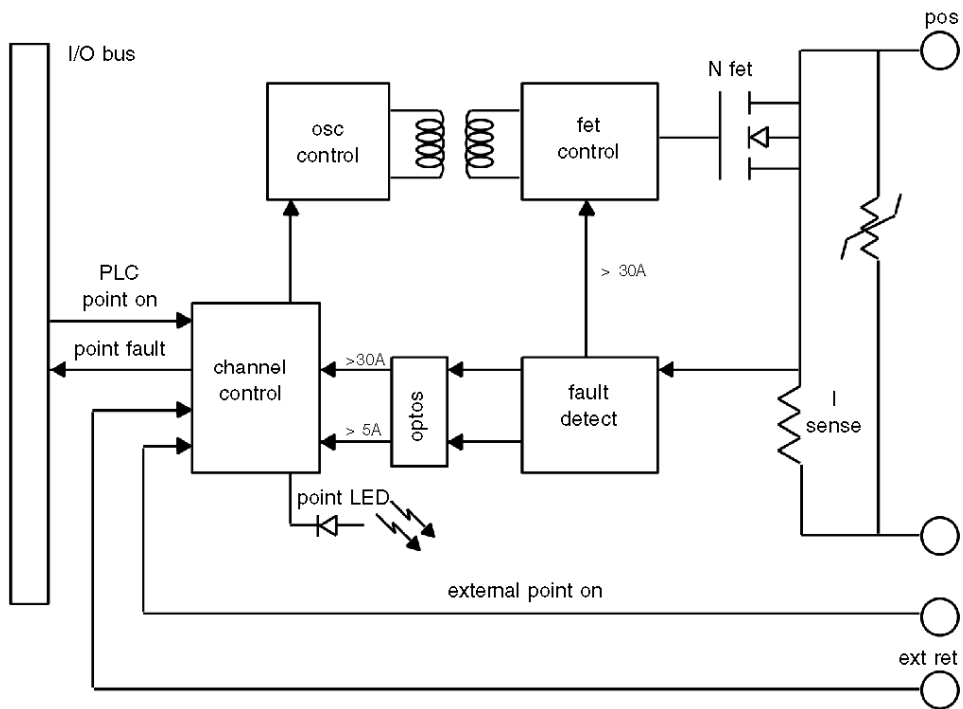 pos
I/O bus
N fet
osc
control
fet
control
> 30A
PLC
point on
point fault
channel
control
>30A
> 5A
optos
fault
detect
I
sense
point LED
external point on
ext ret